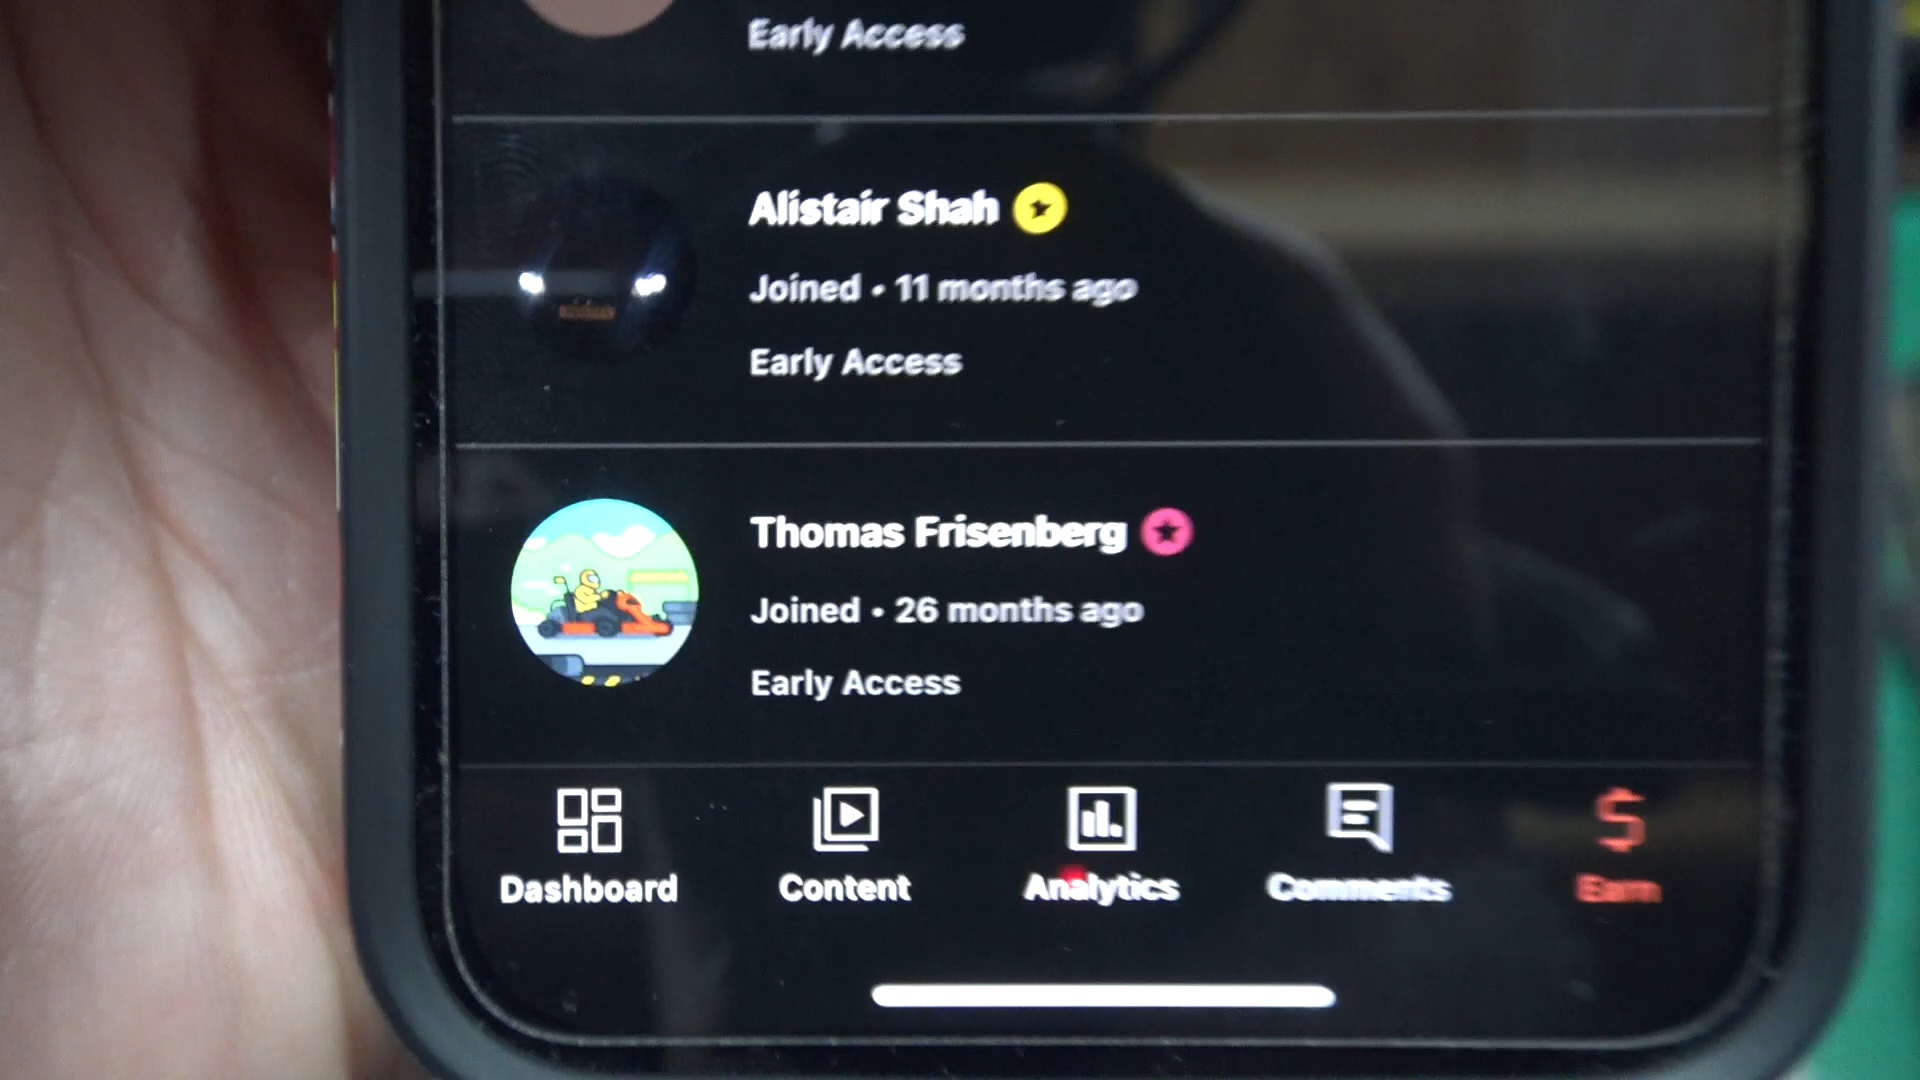 Early Access
Alistair Shah
Joined • 11 months ago
Early Access
Thomas Frisenberg
Joined • 26 months ago
Early Access
Dashboard
Content
Analytics
Comments
Earn